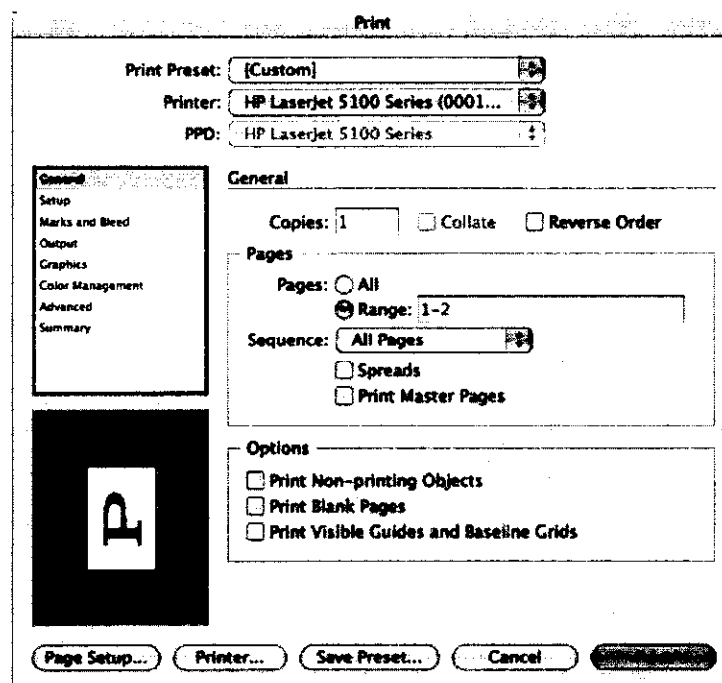 Print
Print Preset: [Custom]
Printer: HP LaserJet 5100 Series (0001...
PPD: HP LaserJet 5100 Series
General
Setup
Marks and Bleed
Output
Graphics
Color Management
Advanced
Summary
General
Copies: 1 Collate Reverse Order
Pages
Pages: All
Range: 1-2
Sequence: All Pages
Spreads
Print Master Pages
Options
Print Non-printing Objects
Print Blank Pages
Print Visible Guides and Baseline Grids
P
Page Setup... Printer... Save Preset... Cancel